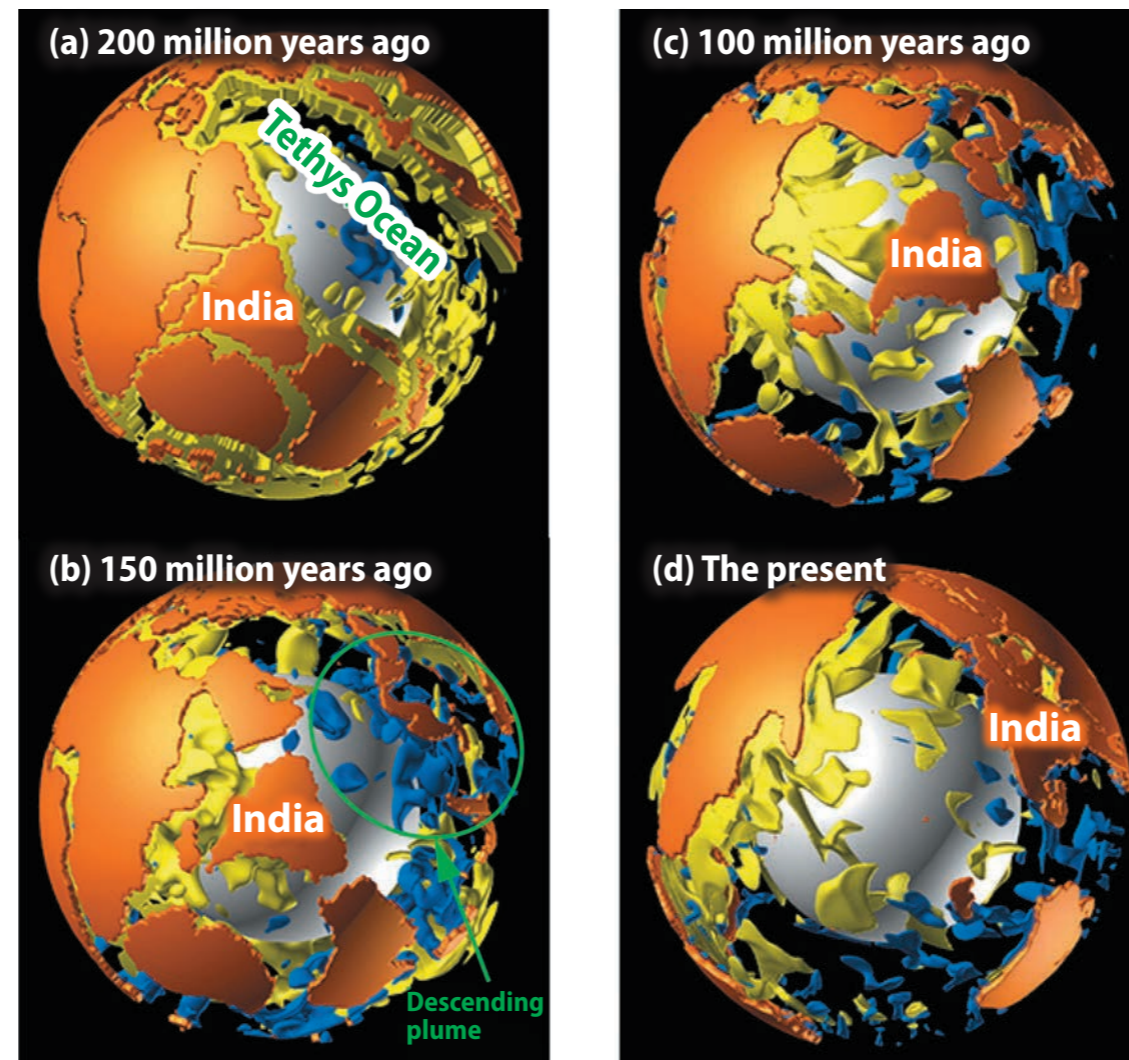 (a) 200 million years ago
Tethys Ocean
India
(b) 150 million years ago
India
Descending
plume
(c) 100 million years ago
India
(d) The present
India